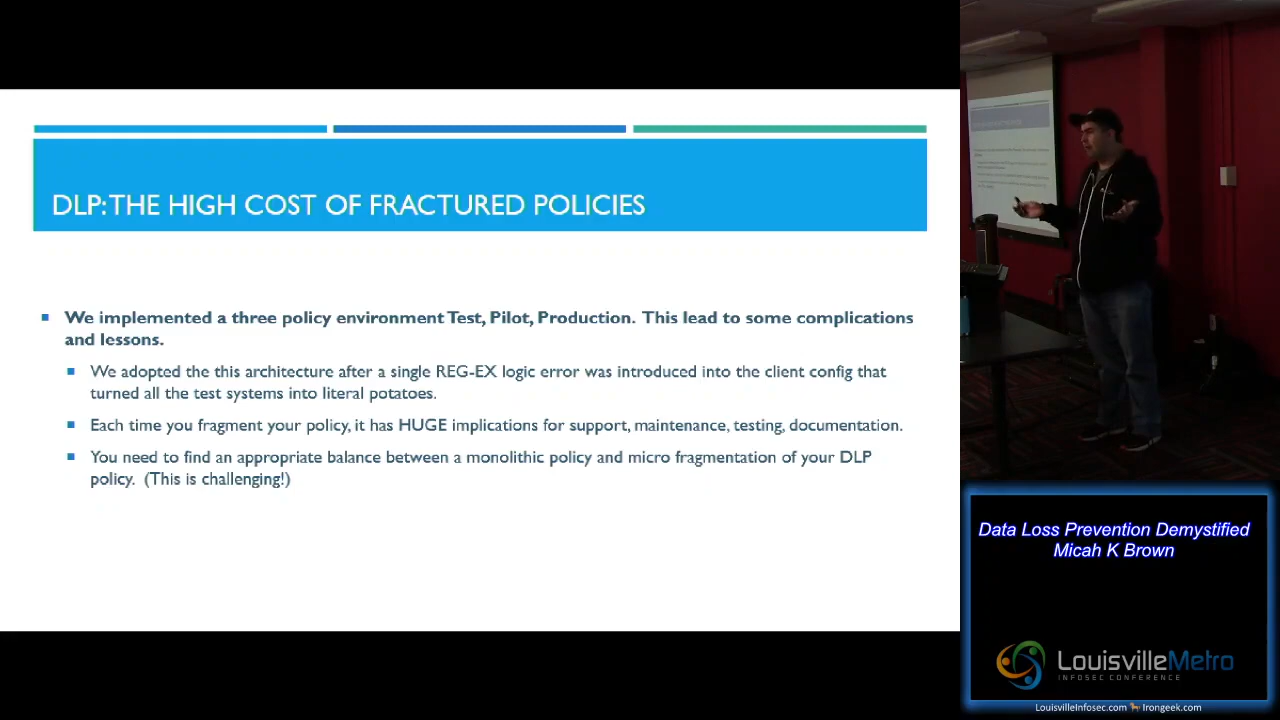 DLP: THE HIGH COST OF FRACTURED POLICIES
We implemented a three policy environment Test, Pilot, Production. This lead to some complications
and lessons.
We adopted the this architecture after a single REG-EX logic error was introduced into the client config that
turned all the test systems into literal potatoes.
Each time you fragment your policy, it has HUGE implications for support, maintenance, testing, documentation.
You need to find an appropriate balance between a monolithic policy and micro fragmentation of your DLP
policy. (This is challenging!)
Data Loss Prevention Demystified
Micah K Brown
LouisvilleMetro
INFOSEC CONFERENCE
LouisvilleInfosec.com Irongeek.com